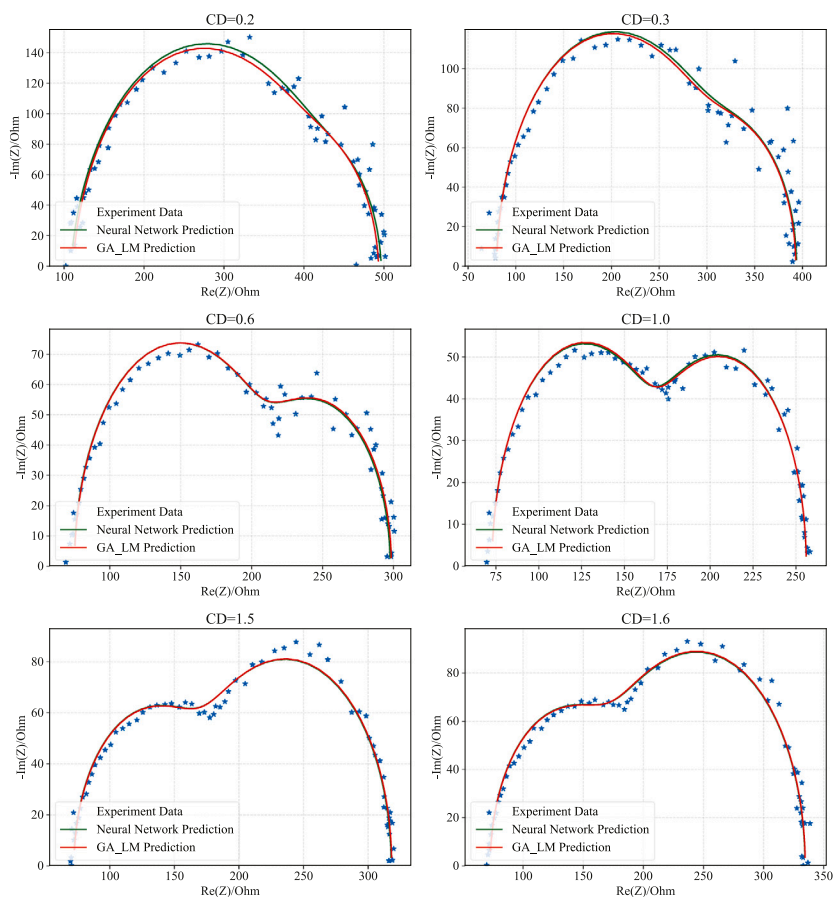 CD=0.2
140
120
100
80
60
40
20
0
-Im(Z)/Ohm
Experiment Data
Neural Network Prediction
GA_LM Prediction
100
200
300
400
500
Re(Z)/Ohm
CD=0.3
100
80
60
40
20
0
-Im(Z)/Ohm
Experiment Data
Neural Network Prediction
GA_LM Prediction
50
100
150
200
250
300
350
400
Re(Z)/Ohm
CD=0.6
70
60
50
40
30
20
10
0
-Im(Z)/Ohm
Experiment Data
Neural Network Prediction
GA_LM Prediction
100
150
200
250
300
Re(Z)/Ohm
CD=1.0
50
40
30
20
10
0
-Im(Z)/Ohm
Experiment Data
Neural Network Prediction
GA_LM Prediction
75
100
125
150
175
200
225
250
Re(Z)/Ohm
CD=1.5
80
60
40
20
0
-Im(Z)/Ohm
Experiment Data
Neural Network Prediction
GA_LM Prediction
100
150
200
250
300
Re(Z)/Ohm
CD=1.6
80
60
40
20
0
-Im(Z)/Ohm
Experiment Data
Neural Network Prediction
GA_LM Prediction
50
100
150
200
250
300
350
Re(Z)/Ohm